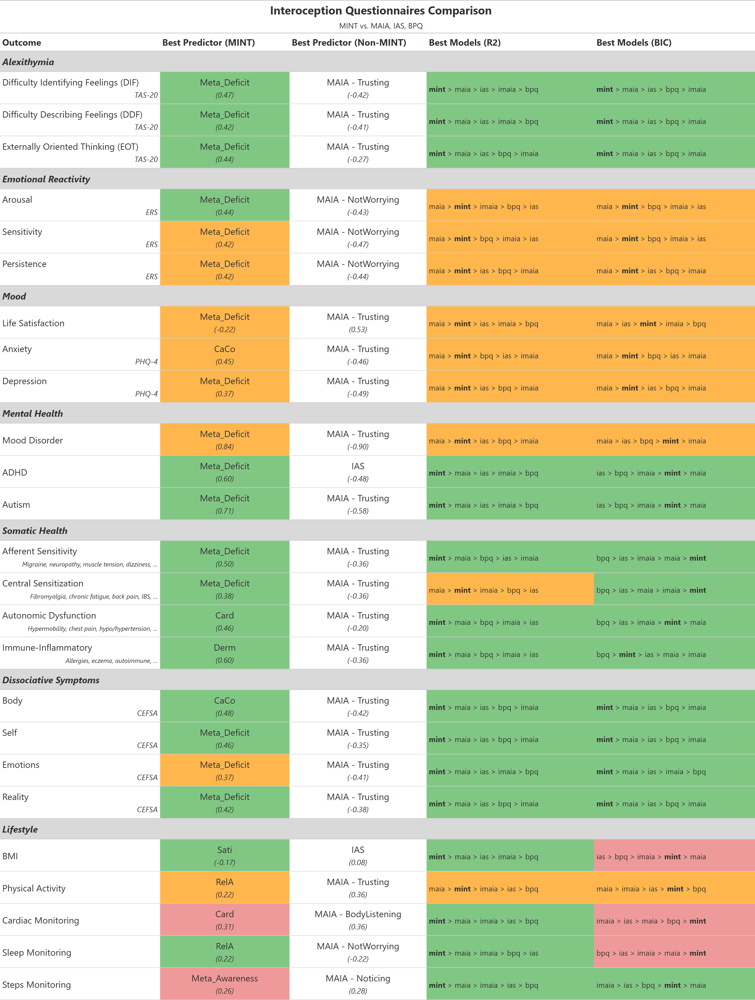 Interoception Questionnaires Comparison
MINT vs. MAIA, IAS, BPQ
Outcome Best Predictor (MINT) Best Predictor (Non-MINT) Best Models (R2) Best Models (BIC)
Alexithymia
Difficulty Identifying Feelings (DIF) Meta_Deficit MAIA - Trusting
mint > maia > ias > imaia > bpq mint > maia > ias > bpq > imaia
TAS-20 (0.47) (-0.42)
Difficulty Describing Feelings (DDF) Meta_Deficit MAIA - Trusting
mint > maia > ias > imaia > bpq mint > maia > ias > bpq > imaia
TAS-20 (0.42) (-0.41)
Externally Oriented Thinking (EOT) Meta_Deficit MAIA - Trusting
mint > maia > ias > bpq > imaia mint > maia > ias > bpq > imaia
TAS-20 (0.44) (-0.27)
Emotional Reactivity
Arousal Meta_Deficit MAIA - NotWorrying
maia > mint > imaia > bpq > ias maia > mint > bpq > imaia > ias
ERS (0.44) (-0.43)
Sensitivity Meta_Deficit MAIA - NotWorrying
maia > mint > bpq > imaia > ias maia > mint > bpq > imaia > ias
ERS (0.42) (-0.47)
Persistence Meta_Deficit MAIA - NotWorrying
maia > mint > ias > bpq > imaia maia > mint > ias > bpq > imaia
ERS (0.42) (-0.44)
Mood
Meta_Deficit MAIA - Trusting
Life Satisfaction maia > mint > ias > imaia > bpq maia > ias > mint > imaia > bpq
(-0.22) (0.53)
Anxiety CaCo MAIA - Trusting
maia > mint > bpq > ias > imaia maia > mint > bpq > ias > imaia
PHQ-4 (0.45) (-0.46)
Depression Meta_Deficit MAIA - Trusting
maia > mint > ias > bpq > imaia maia > mint > ias > bpq > imaia
PHQ-4 (0.37) (-0.49)
Mental Health
Meta_Deficit MAIA - Trusting
Mood Disorder maia > mint > ias > bpq > imaia maia > ias > bpq > mint > imaia
(0.84) (-0.90)
Meta_Deficit IAS
ADHD mint > maia > ias > imaia > bpq ias > bpq > imaia > mint > maia
(0.60) (-0.48)
Meta_Deficit MAIA - Trusting
Autism mint > maia > ias > imaia > bpq ias > bpq > imaia > mint > maia
(0.71) (-0.58)
Somatic Health
Afferent Sensitivity Meta_Deficit MAIA - Trusting
mint > maia > bpq > ias > imaia bpq > ias > imaia > maia > mint
Migraine, neuropathy, muscle tension, dizziness, ... (0.50) (-0.36)
Central Sensitization Meta_Deficit MAIA - Trusting
maia > mint > imaia > bpq > ias bpq > ias > maia > imaia > mint
Fibromyalgia, chronic fatigue, back pain, IBS, ... (0.38) (-0.36)
Autonomic Dysfunction Card MAIA - Trusting
mint > maia > bpq > imaia > ias bpq > ias > imaia > mint > maia
Hypermobility, chest pain, hypo/hypertension, ... (0.46) (-0.20)
Immune-Inflammatory Derm MAIA - Trusting
mint > maia > bpq > imaia > ias bpq > mint > ias > maia > imaia
Allergies, eczema, autoimmune, ... (0.60) (-0.36)
Dissociative Symptoms
Body CaCo MAIA - Trusting
mint > maia > ias > bpq > imaia mint > maia > ias > bpq > imaia
CEFSA (0.48) (-0.42)
Self Meta_Deficit MAIA - Trusting
mint > maia > ias > bpq > imaia mint > maia > ias > bpq > imaia
CEFSA (0.46) (-0.35)
Emotions Meta_Deficit MAIA - Trusting
mint > maia > ias > imaia > bpq mint > maia > ias > imaia > bpq
CEFSA (0.37) (-0.41)
Reality Meta_Deficit MAIA - Trusting
mint > maia > ias > bpq > imaia mint > maia > ias > bpq > imaia
CEFSA (0.42) (-0.38)
Lifestyle
Sati IAS
BMI mint > maia > ias > imaia > bpq ias > bpq > imaia > mint > maia
(-0.17) (0.08)
RelA MAIA - Trusting
Physical Activity maia > mint > imaia > ias > bpq maia > imaia > ias > mint > bpq
(0.22) (0.36)
Card MAIA - BodyListening
Cardiac Monitoring mint > maia > imaia > ias > bpq imaia > ias > maia > bpq > mint
(0.31) (0.36)
RelA MAIA - NotWorrying
Sleep Monitoring mint > maia > imaia > bpq > ias bpq > ias > imaia > maia > mint
(0.22) (-0.22)
Meta_Awareness MAIA - Noticing
Steps Monitoring mint > maia > imaia > ias > bpq imaia > ias > bpq > mint > maia
(0.26) (0.28)